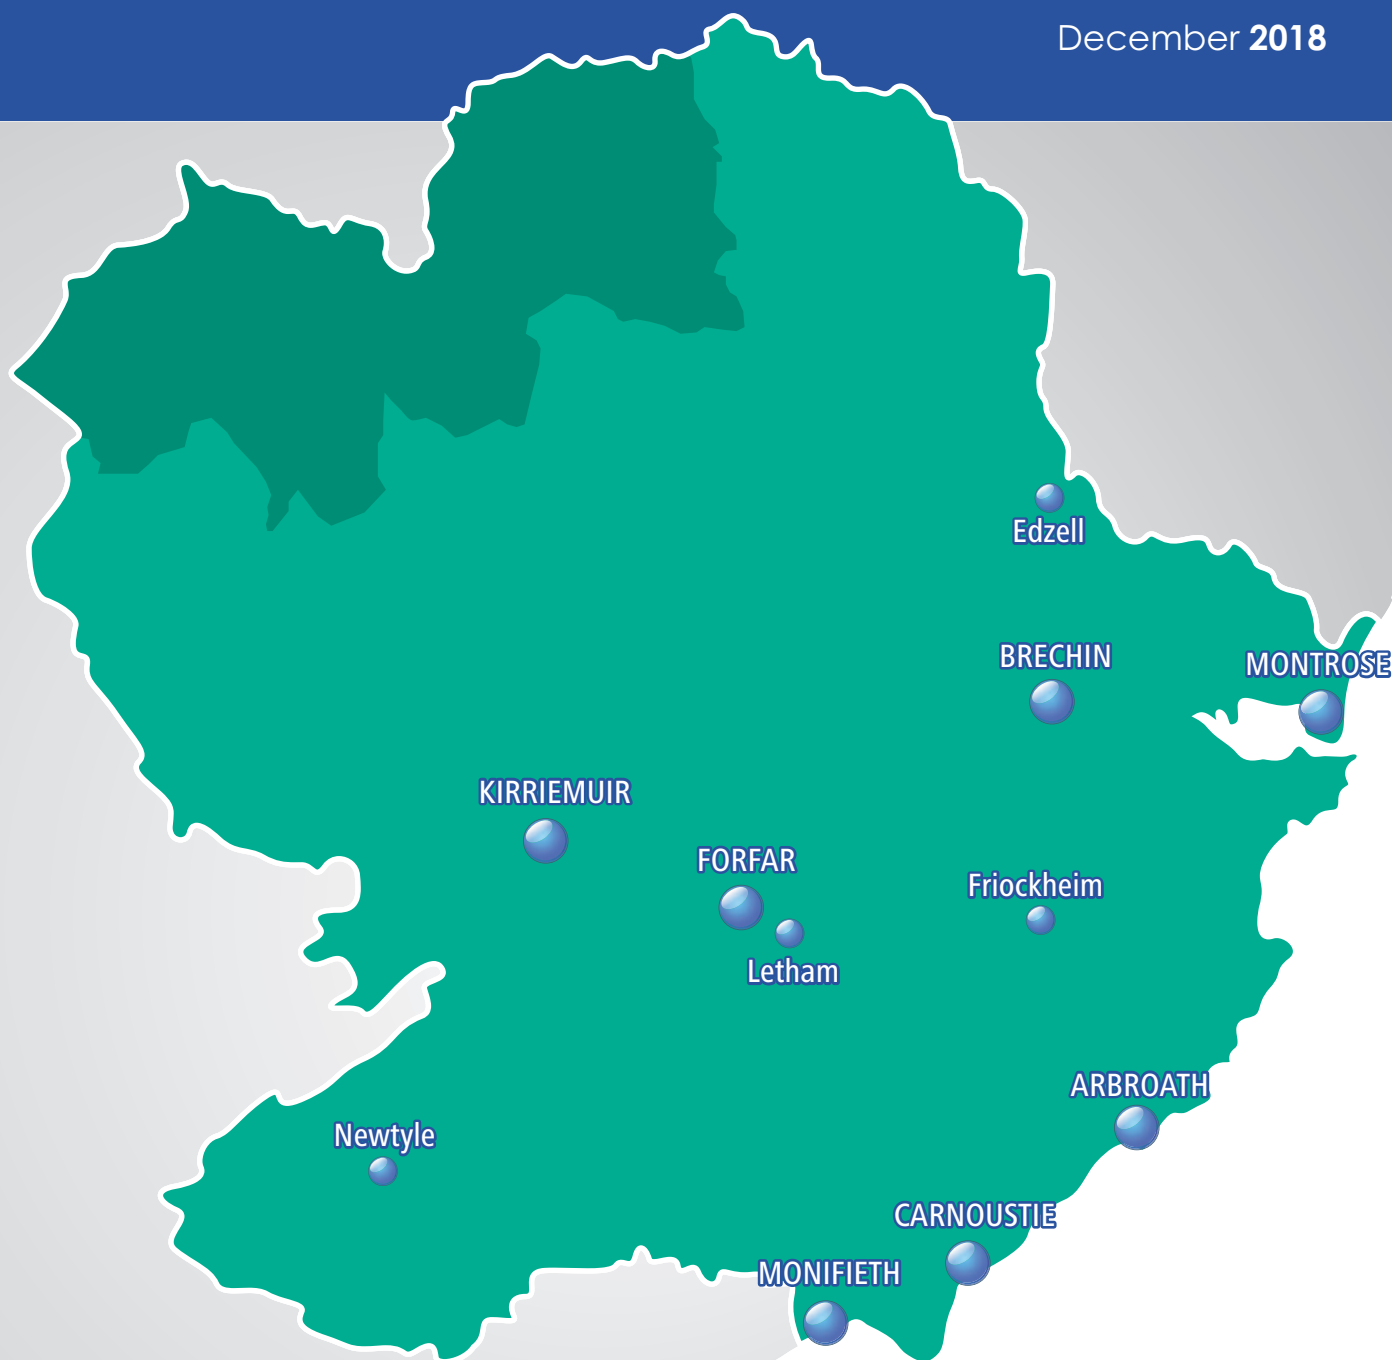 December 2018
Edzell
BRECHIN
MONTROSE
KIRRIEMUIR
FORFAR
Friockheim
Letham
ARBROATH
Newtyle
CARNOUSTIE
MONIFIETH